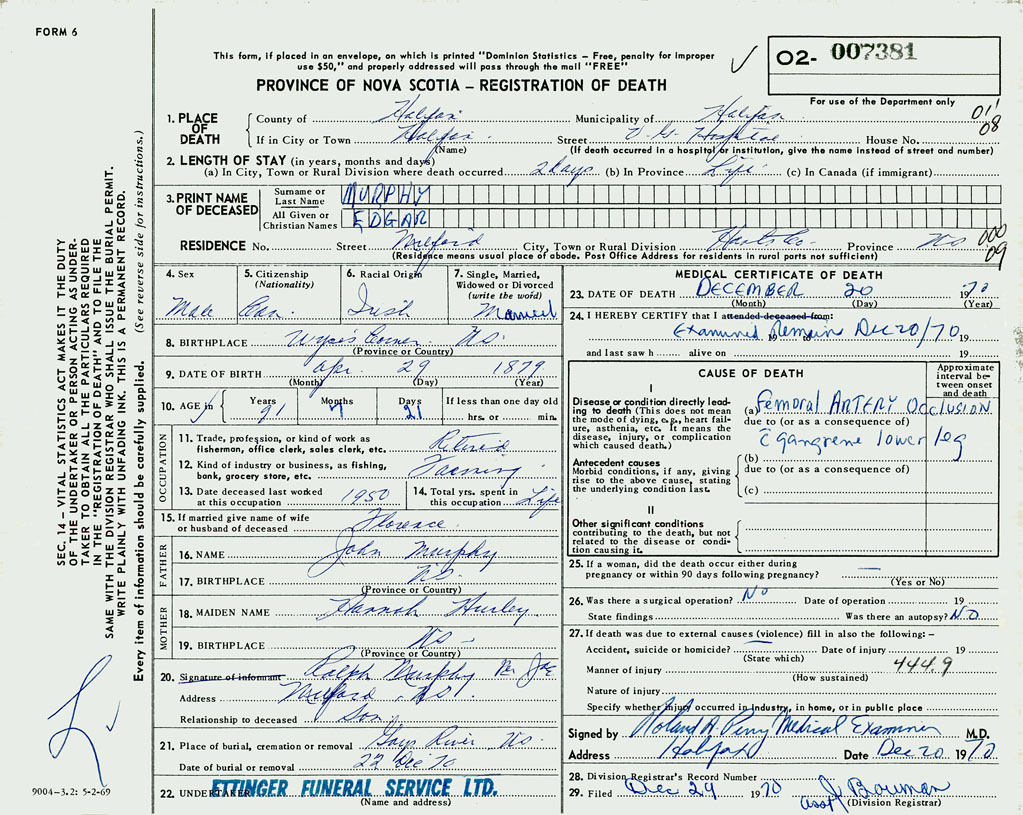 FORM 6
This form, if placed in an envelope, on which is printed "Dominion Statistics – Free, penalty for improper
use $50," and properly addressed will pass through the mail "FREE"
PROVINCE OF NOVA SCOTIA – REGISTRATION OF DEATH
02- 007381
For use of the Department only
01
08
1. PLACE OF DEATH County of Halifax Municipality of Halifax
If in City or Town Halifax Street V. G. Hospital House No.
(Name) (If death occurred in a hospital or institution, give the name instead of street and number)
2. LENGTH OF STAY (in years, months and days)
(a) In City, Town or Rural Division where death occurred 2 days (b) In Province Life (c) In Canada (if immigrant)
3. PRINT NAME OF DECEASED Surname or Last Name MURPHY
All Given or Christian Names EDGAR
RESIDENCE No. Street Milford City, Town or Rural Division Hants Co. Province NS
000
09
(Residence means usual place of abode. Post Office Address for residents in rural parts not sufficient)
4. Sex Male
5. Citizenship (Nationality) Can.
6. Racial Origin Irish
7. Single, Married, Widowed or Divorced (write the word) Married
8. BIRTHPLACE Corner, NS.
(Province or Country)
9. DATE OF BIRTH Apr. 29 1879
(Month) (Day) (Year)
10. AGE in Years 91 Months 7 Days 21 If less than one day old
hrs. or min.
OCCUPATION
11. Trade, profession, or kind of work as
fisherman, office clerk, sales clerk, etc. Retired
12. Kind of industry or business, as fishing,
bank, grocery store, etc. Farming
13. Date deceased last worked
at this occupation 1950
14. Total yrs. spent in
this occupation Life
15. If married give name of wife
or husband of deceased Florence
FATHER
16. NAME John Murphy
17. BIRTHPLACE NS.
(Province or Country)
MOTHER
18. MAIDEN NAME Hannah Hurley
19. BIRTHPLACE NS
(Province or Country)
20. Signature of informant Ralph Murphy
Address Milford, NS.
Relationship to deceased Son
21. Place of burial, cremation or removal Gays River, NS.
Date of burial or removal 22 Dec 70
22. UNDERTAKER ETTINGER FUNERAL SERVICE LTD.
(Name and address)
MEDICAL CERTIFICATE OF DEATH
23. DATE OF DEATH DECEMBER 20 1970
(Month) (Day) (Year)
24. I HEREBY CERTIFY that I attended deceased from:
Examined Remains Dec 20/70 19
and last saw h alive on 19
CAUSE OF DEATH
Approximate interval between onset and death
I
Disease or condition directly leading to death (This does not mean the mode of dying, e.g., heart failure, asthenia, etc. It means the disease, injury, or complication which caused death.)
(a) Femoral ARTERY OCCLUSION
due to (or as a consequence of)
c gangrene lower leg
Antecedent causes
Morbid conditions, if any, giving rise to the above cause, stating the underlying condition last.
(b)
due to (or as a consequence of)
(c)
II
Other significant conditions
contributing to the death, but not related to the disease or condition causing it.
25. If a woman, did the death occur either during
pregnancy or within 90 days following pregnancy? —
(Yes or No)
26. Was there a surgical operation? No Date of operation 19
State findings Was there an autopsy? NO
27. If death was due to external causes (violence) fill in also the following: –
Accident, suicide or homicide? Date of injury 19
(State which)
444.9
Manner of injury
(How sustained)
Nature of injury
Specify whether injury occurred in Industry, in home, or in public place
Signed by Roland A. Perry Medical Examiner M.D.
Address Halifax Date Dec 20 1970
28. Division Registrar's Record Number
29. Filed Dec 29 1970 Asst J. Bowman
(Division Registrar)
SEC. 14 – VITAL STATISTICS ACT MAKES IT THE DUTY
OF THE UNDERTAKER OR PERSON ACTING AS UNDER-
TAKER TO OBTAIN ALL THE PARTICULARS REQUIRED
IN THE "REGISTRATION OF DEATH" AND TO FILE THE
SAME WITH THE DIVISION REGISTRAR WHO SHALL ISSUE THE BURIAL PERMIT.
WRITE PLAINLY WITH UNFADING INK. THIS IS A PERMANENT RECORD.
Every item of information should be carefully supplied. (See reverse side for instructions.)
9004–3.2: 5-2-69